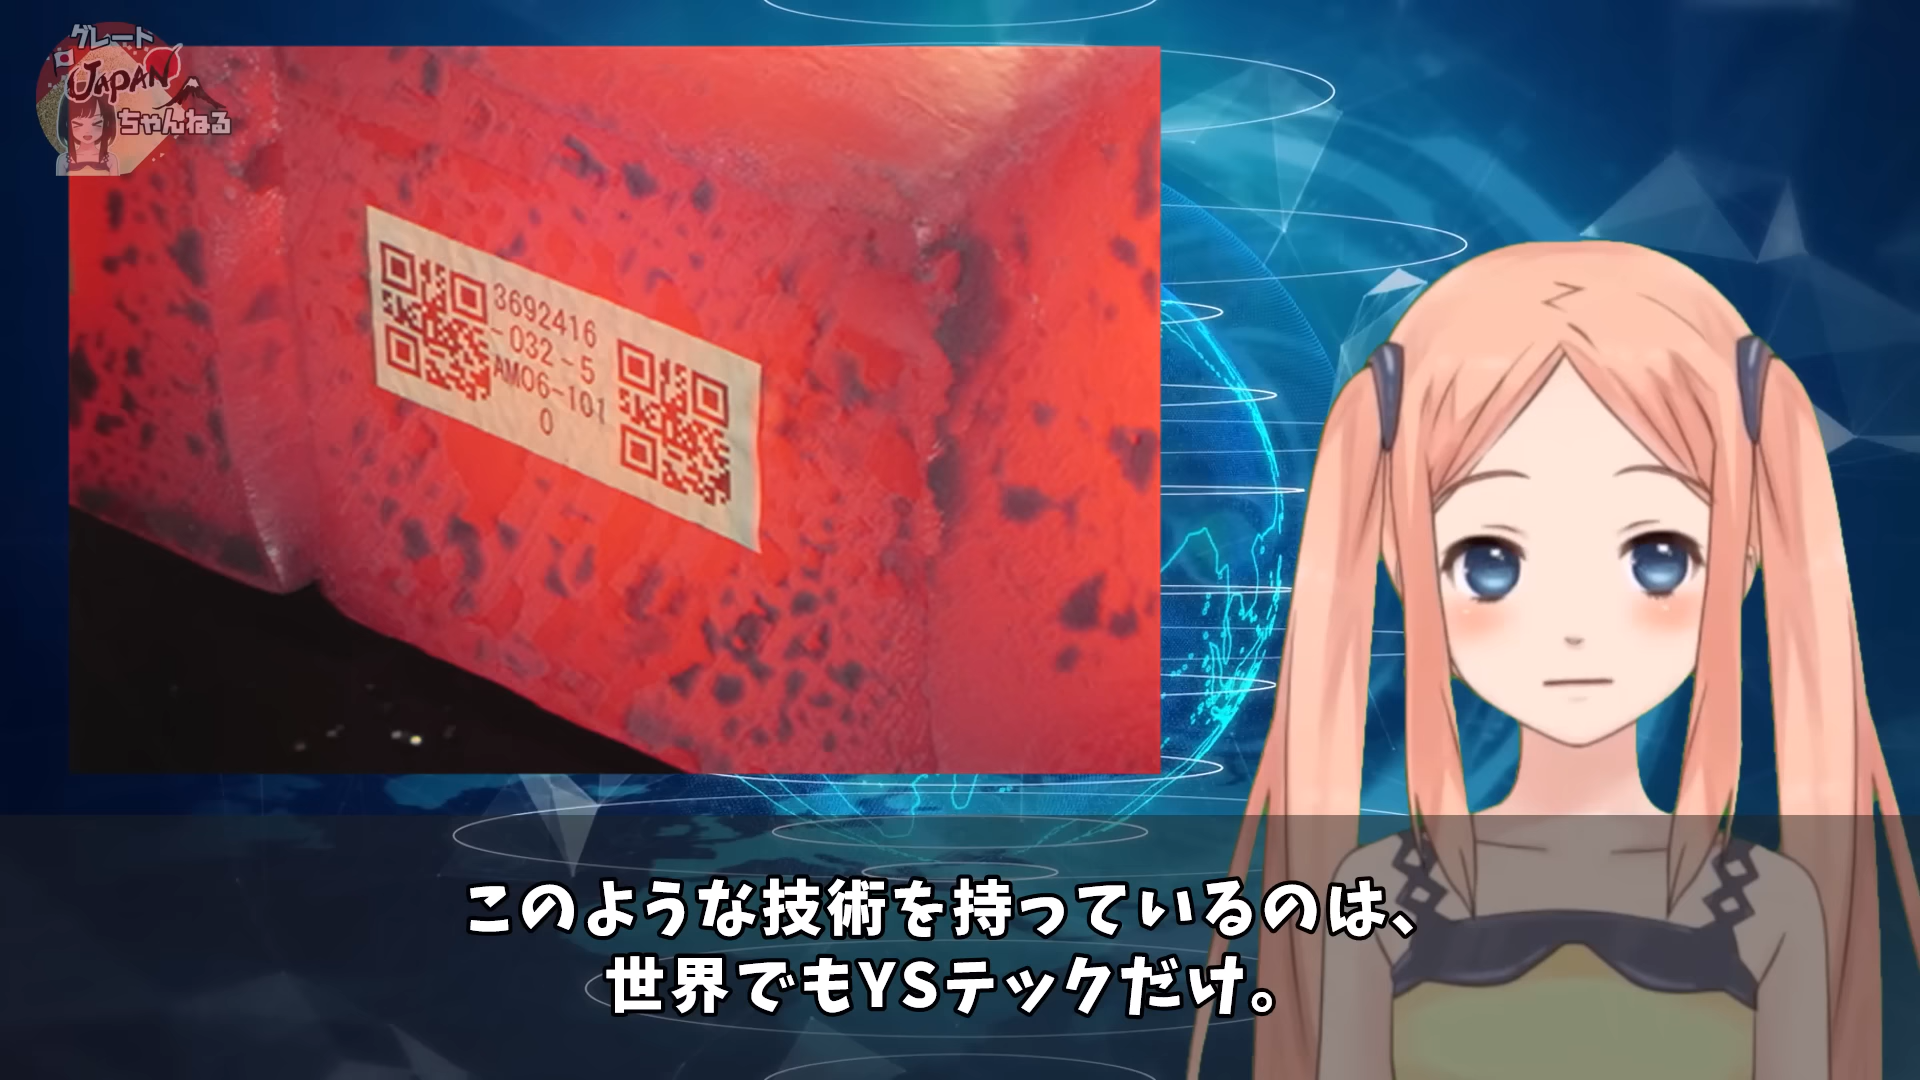 グレート
JAPAN
ちゃんねる
3692416
-032-5
AM06-101
0
このような技術を持っているのは、
世界でもYSテックだけ。